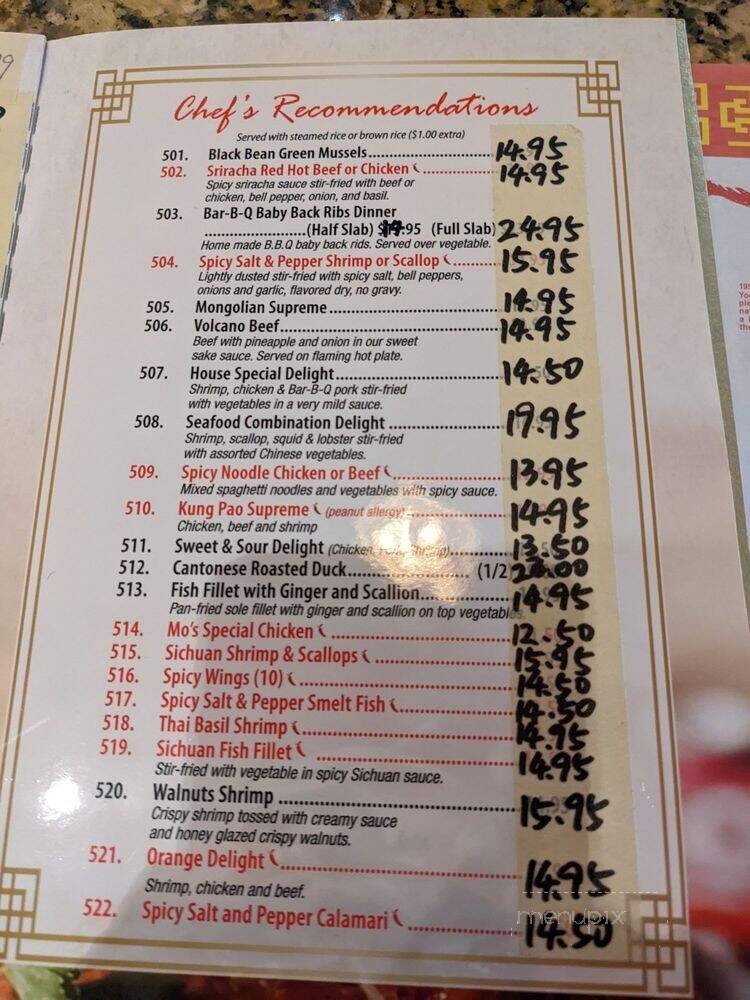 Chef's Recommendations
Served with steamed rice or brown rice ($1.00 extra)
501. Black Bean Green Mussels 14.95
502. Sriracha Red Hot Beef or Chicken 14.95
Spicy sriracha sauce stir-fried with beef or
chicken, bell pepper, onion, and basil.
503. Bar-B-Q Baby Back Ribs Dinner
(Half Slab) $14.95 (Full Slab) 24.95
Home made B.B.Q baby back rids. Served over vegetable.
504. Spicy Salt & Pepper Shrimp or Scallop 15.95
Lightly dusted stir-fried with spicy salt, bell peppers,
onions and garlic, flavored dry, no gravy.
505. Mongolian Supreme 14.95
506. Volcano Beef 14.95
Beef with pineapple and onion in our sweet
sake sauce. Served on flaming hot plate.
507. House Special Delight 14.50
Shrimp, chicken & Bar-B-Q pork stir-fried
with vegetables in a very mild sauce.
508. Seafood Combination Delight 19.95
Shrimp, scallop, squid & lobster stir-fried
with assorted Chinese vegetables.
509. Spicy Noodle Chicken or Beef 13.95
Mixed spaghetti noodles and vegetables with spicy sauce.
510. Kung Pao Supreme (peanut allergy) 14.95
Chicken, beef and shrimp
511. Sweet & Sour Delight (Chicken, Pork, Shrimp) 13.50
512. Cantonese Roasted Duck (1/2) .00
513. Fish Fillet with Ginger and Scallion 14.95
Pan-fried sole fillet with ginger and scallion on top vegetables
514. Mo's Special Chicken 12.50
515. Sichuan Shrimp & Scallops 15.95
516. Spicy Wings (10) 14.50
517. Spicy Salt & Pepper Smelt Fish 14.50
518. Thai Basil Shrimp 14.95
519. Sichuan Fish Fillet 14.95
Stir-fried with vegetable in spicy Sichuan sauce.
520. Walnuts Shrimp 15.95
Crispy shrimp tossed with creamy sauce
and honey glazed crispy walnuts.
521. Orange Delight 14.95
Shrimp, chicken and beef.
522. Spicy Salt and Pepper Calamari 14.50
menupix